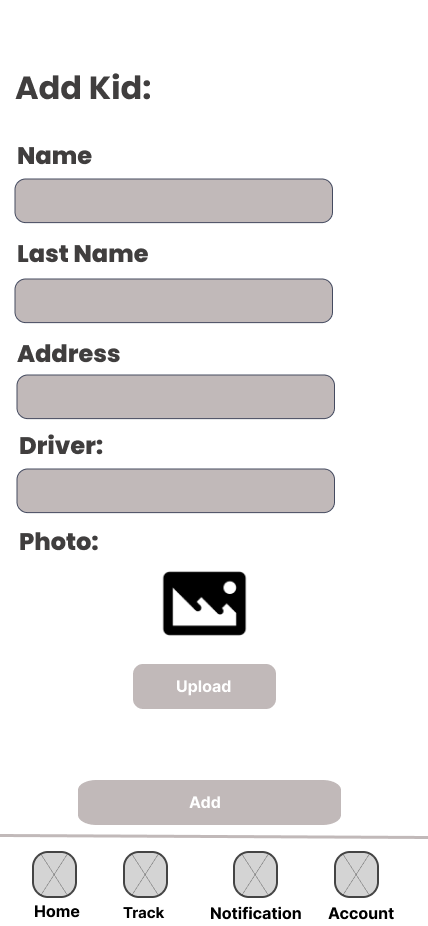 Add Kid:
Name
Last Name
Address
Driver:
Photo:
Upload
Add
Home Track Notification Account